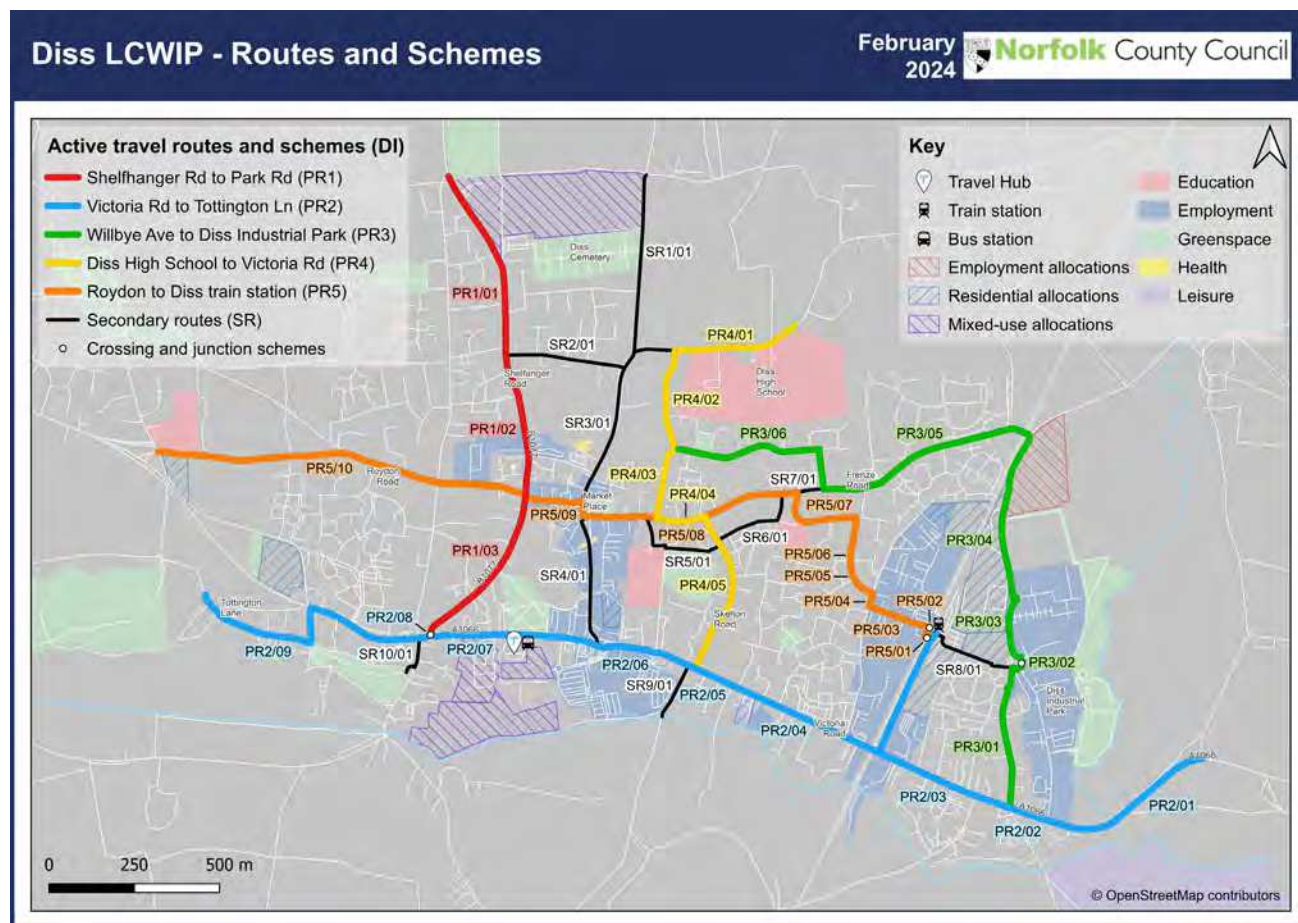 Diss LCWIP - Routes and Schemes
February
2024
Norfolk County Council
Active travel routes and schemes (DI)
Shelfhanger Rd to Park Rd (PR1)
Victoria Rd to Tottington Ln (PR2)
Willbye Ave to Diss Industrial Park (PR3)
Diss High School to Victoria Rd (PR4)
Roydon to Diss train station (PR5)
Secondary routes (SR)
Crossing and junction schemes
Key
Travel Hub
Train station
Bus station
Employment allocations
Residential allocations
Mixed-use allocations
Education
Employment
Greenspace
Health
Leisure
Diss
Cemetery
SR1/01
PR1/01
PR4/01
SR2/01
Shelfanger
Road
Diss
High
School
PR4/02
SR3/01
PR1/02
PR3/06
PR3/05
PR5/10
Roydon
Road
PR4/03
SR7/01
Frenze
Road
Market
Place
PR4/04
PR5/07
PR5/09
PR5/08
SR6/01
PR3/04
PR1/03
SR5/01
PR5/06
PR5/05
SR4/01
PR4/05
PR5/04
PR5/02
Tottington
Lane
PR2/08
Skelton
Road
PR5/03
PR3/03
A1066
PR5/01
PR2/09
SR10/01
PR2/07
PR2/06
SR8/01
PR3/02
SR9/01
PR2/05
Diss
Industrial
Park
PR2/04
Victoria
Road
PR3/01
A1066
PR2/03
A1066
PR2/02
PR2/01
0 250 500 m
© OpenStreetMap contributors